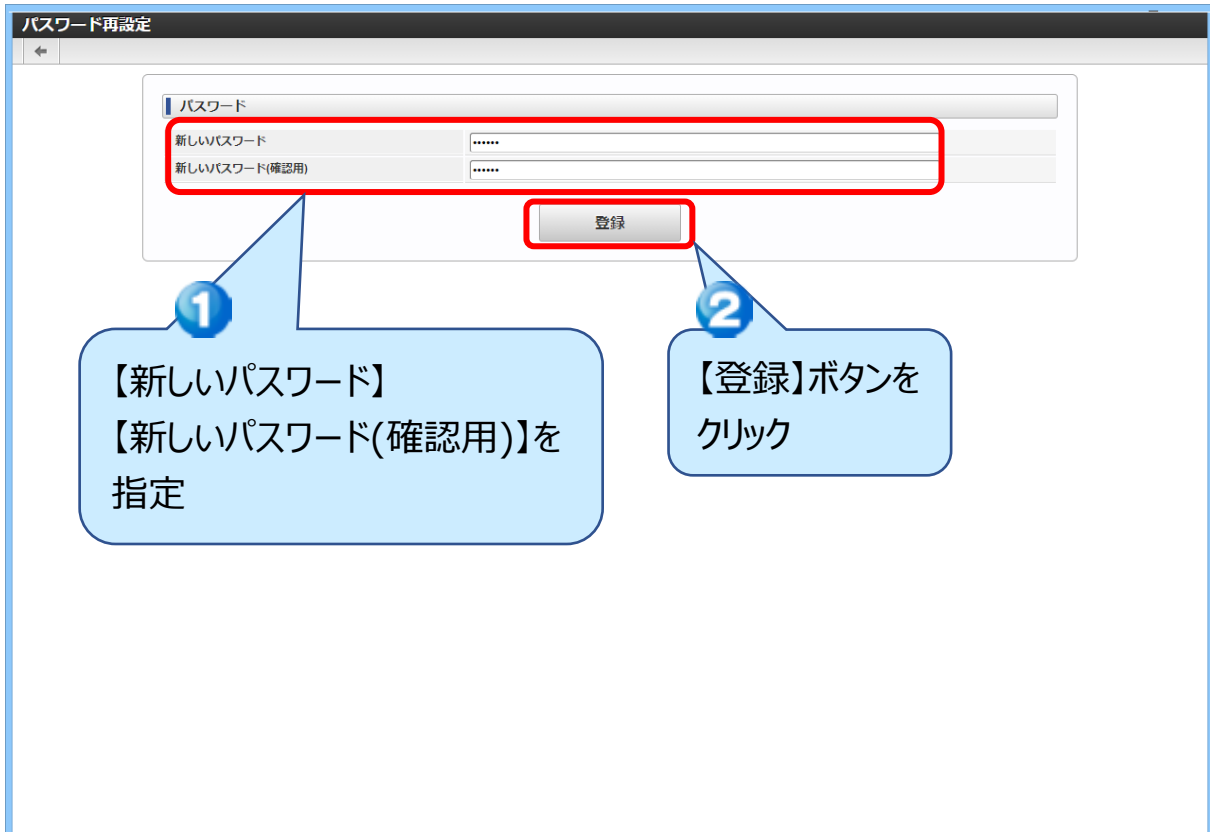 パスワード再設定
パスワード
新しいパスワード
••••••
新しいパスワード(確認用)
••••••
登録
1
【新しいパスワード】
【新しいパスワード(確認用)】を
指定
2
【登録】ボタンを
クリック